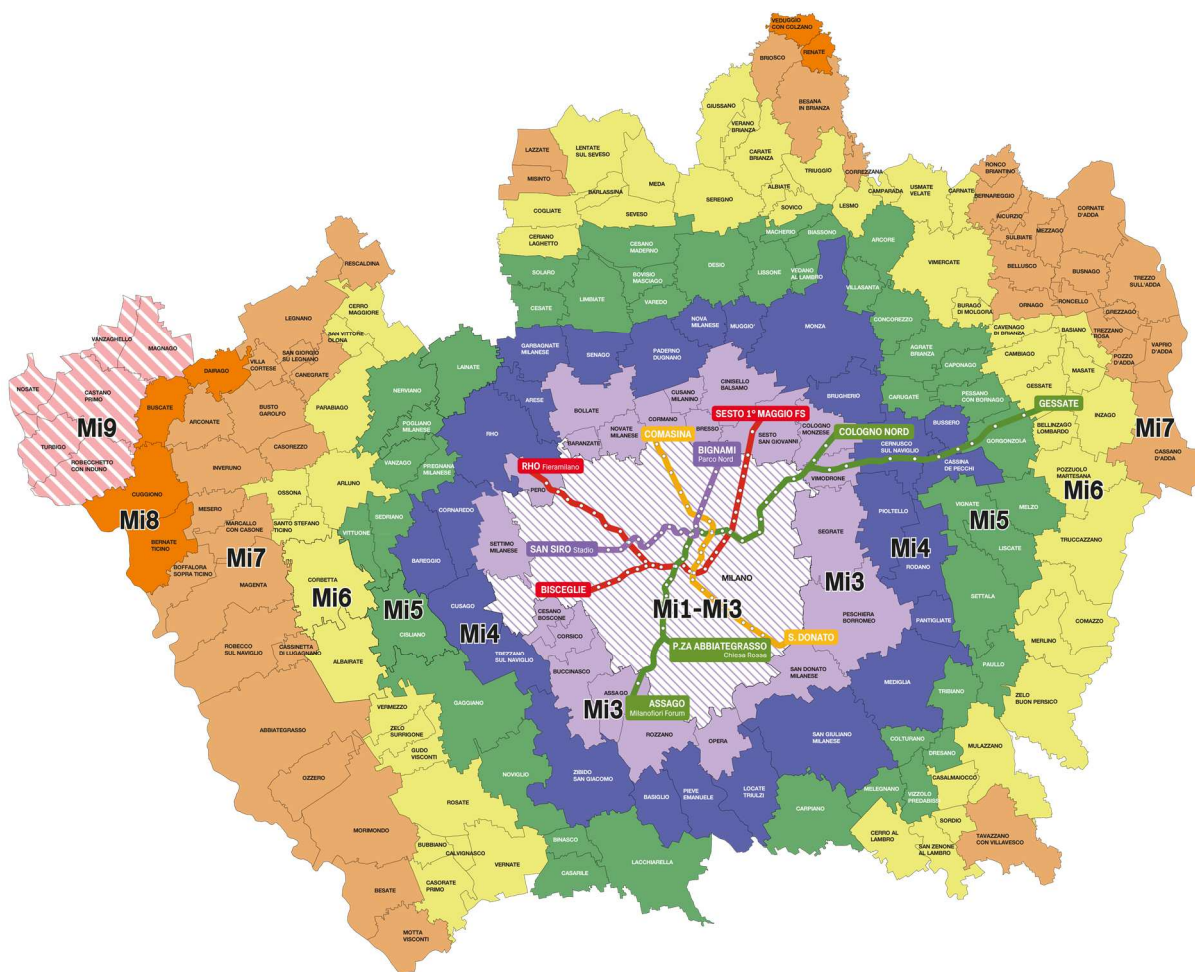 VEDUGGIO
CON COLZANO
RENATE
BRIOSCO
BESANA
IN BRIANZA
GIUSSANO
VERANO
BRIANZA
CARATE
BRIANZA
TRIUGGIO
CORREZZANA
LAZZATE
MISINTO
LENTATE
SUL SEVESO
BARLASSINA
MEDA
COGLIATE
SEVESO
SEREGNO
ALBIATE
SOVICO
LESMO
CAMPARADA
USMATE
VELATE
CARNATE
RONCO
BRIANTINO
BERNAREGGIO
AICURZIO
SULBIATE
MEZZAGO
CORNATE
D'ADDA
BELLUSCO
BUSNAGO
TREZZO
SULL'ADDA
ORNAGO
RONCELLO
GREZZAGO
TREZZANO
ROSA
VAPRIO
D'ADDA
POZZO
D'ADDA
CERIANO
LAGHETTO
CESANO
MADERNO
MACHERIO
BIASSONO
ARCORE
VIMERCATE
SOLARO
BOVISIO
MASCIAGO
DESIO
LISSONE
VEGANO
AL LAMBRO
VILLASANTA
CESATE
LIMBIATE
VAREDO
BURAGO
DI MOLGORA
CONCOREZZO
CAVENAGO
DI BRIANZA
BASIANO
AGRATE
BRIANZA
CAMBIAGO
MASATE
CAPONAGO
GESSATE
PESSANO
CON BORNAGO
CARUGATE
INZAGO
BELLINZAGO
LOMBARDO
RESCALDINA
CERRO
MAGGIORE
LEGNANO
SAN VITTORE
OLONA
VANZAGHELLO
MAGNAGO
DAIRAGO
VILLA
CORTESE
SAN GIORGIO
SU LEGNANO
CANEGRATE
NOSATE
CASTANO
PRIMO
BUSCATE
ARCONATE
BUSTO
GAROLFO
PARABIAGO
NERVIANO
LAINATE
Mi9
TURBIGO
ROBECCHETTO
CON INDUNO
CASOREZZO
POGLIANO
MILANESE
INVERUNO
VANZAGO
PREGNANA
MILANESE
ARESE
RHO
GARBAGNATE
MILANESE
SENAGO
PADERNO
DUGNANO
NOVA
MILANESE
MUGGIO'
MONZA
BRUGHERIO
BOLLATE
CUSANO
MILANINO
CINISELLO
BALSAMO
CORMANO
BRESSO
NOVATE
MILANESE
BARANZATE
SESTO 1° MAGGIO FS
SESTO
SAN GIOVANNI
COLOGNO
MONZESE
COMASINA
BIGNAMI
Parco Nord
COLOGNO NORD
GESSATE
BUSSERO
CERNUSCO
SUL NAVIGLIO
CASSINA
DE PECCHI
GORGONZOLA
Mi7
CASSANO
D'ADDA
POZZUOLO
MARTESANA
Mi6
RHO Fieramilano
PERO
VIMODRONE
CUGGIONO
Mi8
BERNATE
TICINO
MESERO
MARCALLO
CON CASONE
Mi7
BOFFALORA
SOPRA TICINO
MAGENTA
OSSONA
ARLUNO
SANTO STEFANO
TICINO
CORBETTA
Mi6
VITTUONE
SEDRIANO
CORNAREDO
BAREGGIO
SETTIMO
MILANESE
SAN SIRO Stadio
BISCEGLIE
Mi5
CISLIANO
CUSAGO
Mi4
TREZZANO
SUL NAVIGLIO
CESANO
BOSCONE
CORSICO
BUCCINASCO
ASSAGO
Mi3
MILANO
Mi1-Mi3
P.ZA ABBIATEGRASSO
Chiesa Rossa
S. DONATO
ASSAGO
Milanofiori Forum
ROZZANO
OPERA
SAN DONATO
MILANESE
SEGRATE
Mi3
PESCHIERA
BORROMEO
PIOLTELLO
Mi4
RODANO
VIGNATE
Mi5
MELZO
LISCATE
TRUCCAZZANO
SETTALA
PANTIGLIATE
COMAZZO
MERLINO
PAULLO
MEDIGLIA
TRIBIANO
ZELO
BUON PERSICO
ROBECCO
SUL NAVIGLIO
CASSINETTA
DI LUGAGNANO
ALBAIRATE
VERMEZZO
ZELO
SURRIGONE
GUDO
VISCONTI
GAGGIANO
ABBIATEGRASSO
OZZERO
NOVIGLIO
ZIBIDO
SAN GIACOMO
BASIGLIO
PIEVE
EMANUELE
LOCATE
TRIULZI
SAN GIULIANO
MILANESE
COLTURANO
DRESANO
MULAZZANO
CASALMAIOCCO
MELEGNANO
VIZZOLO
PREDABISSI
CARPIANO
SORDIO
CERRO AL
LAMBRO
SAN ZENONE
AL LAMBRO
TAVAZZANO
CON VILLAVESCO
ROSATE
MORIMONDO
BUBBIANO
CALVIGNASCO
VERNATE
BINASCO
CASARILE
LACCHIARELLA
BESATE
CASORATE
PRIMO
MOTTA
VISCONTI